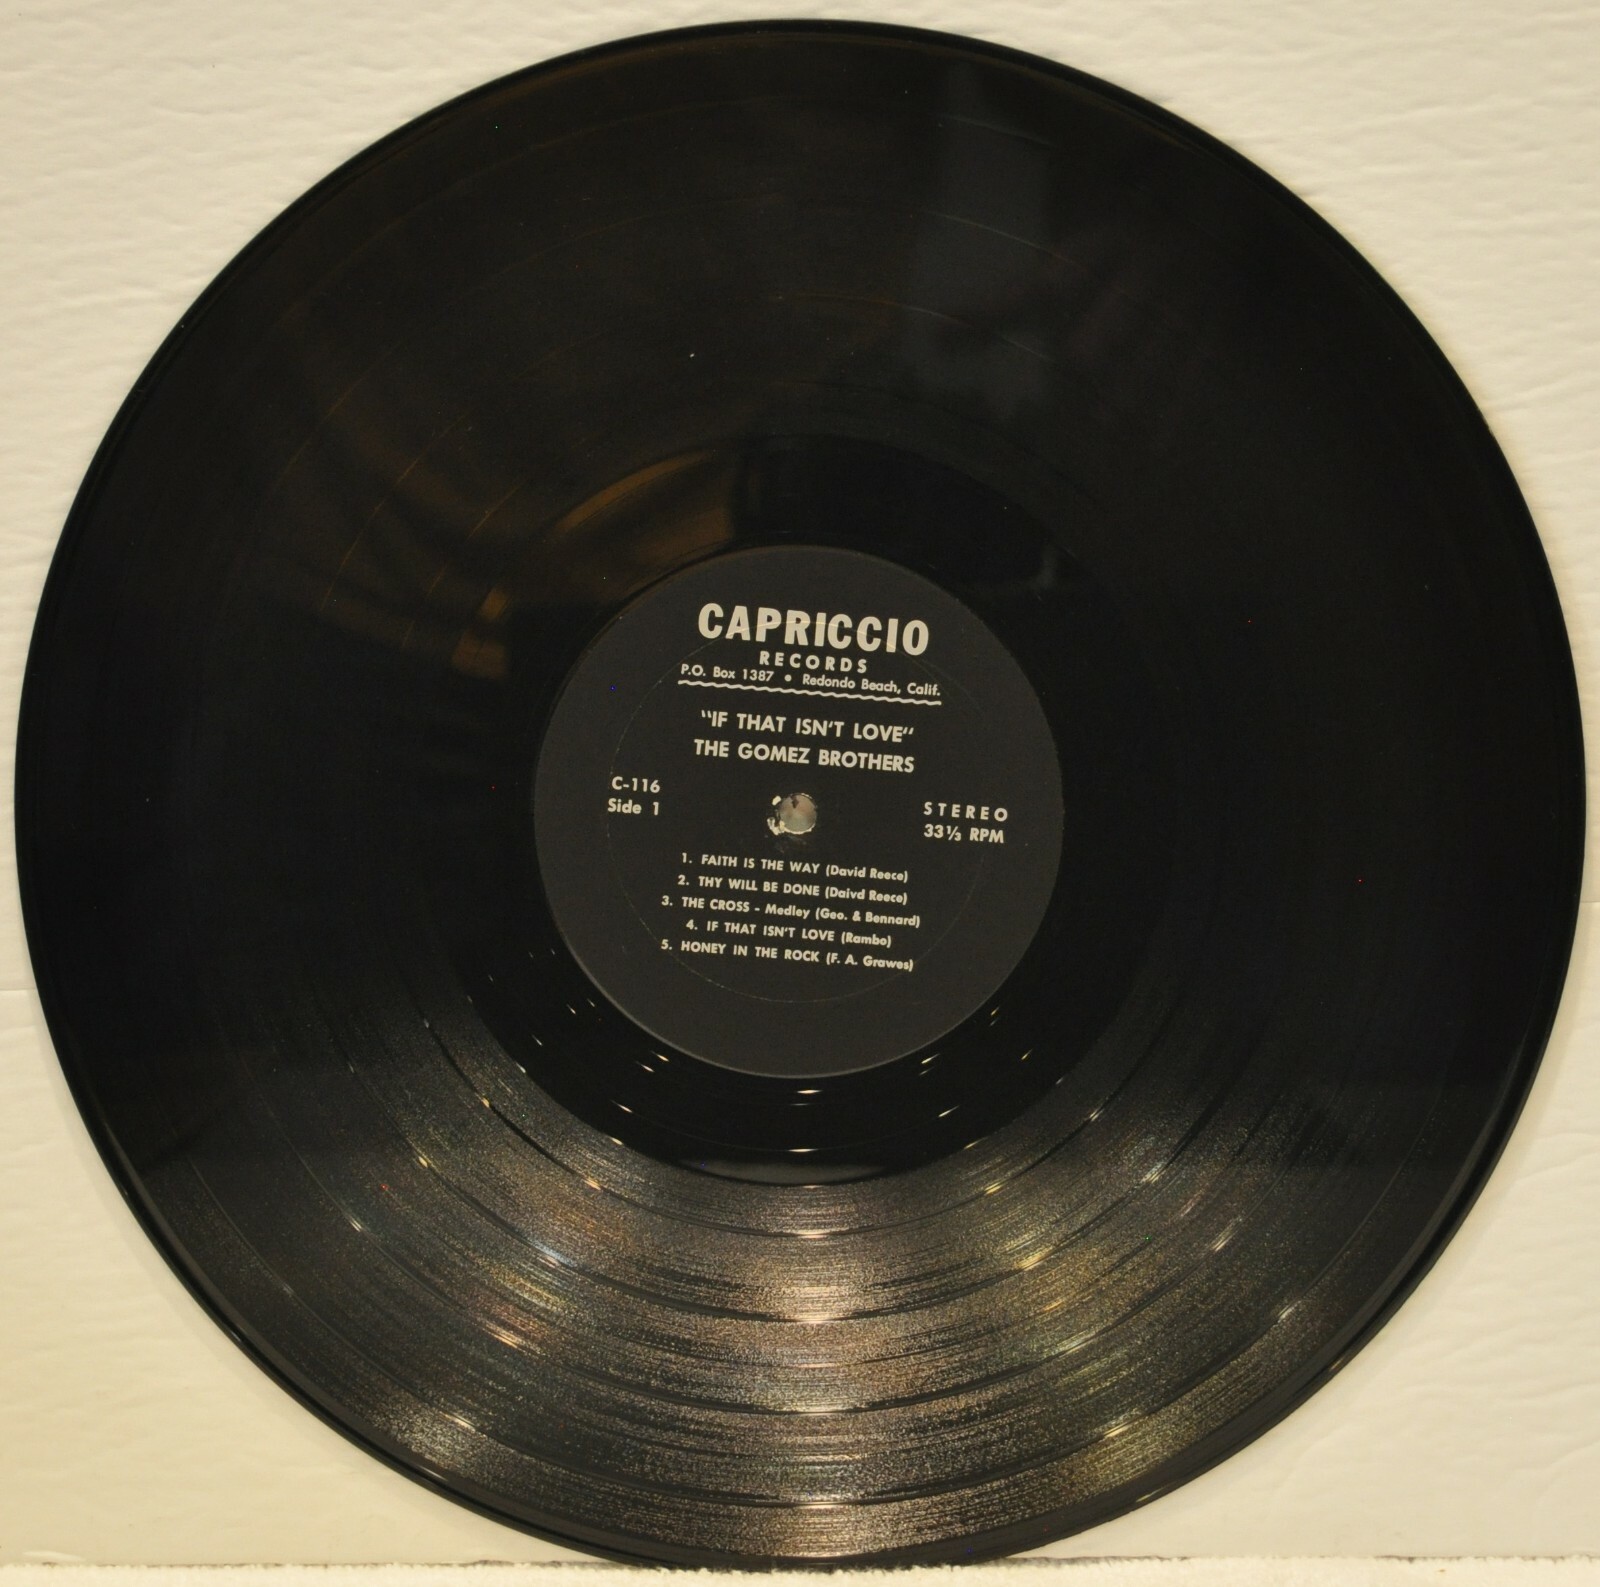 CAPRICCIO
RECORDS
P.O. Box 1387 • Redondo Beach, Calif.
"IF THAT ISN'T LOVE"
THE GOMEZ BROTHERS
C-116
Side 1
STEREO
33⅓ RPM
1. FAITH IS THE WAY (David Reece)
2. THY WILL BE DONE (Daivd Reece)
3. THE CROSS - Medley (Geo. & Bennard)
4. IF THAT ISN'T LOVE (Rambo)
5. HONEY IN THE ROCK (F. A. Grawes)